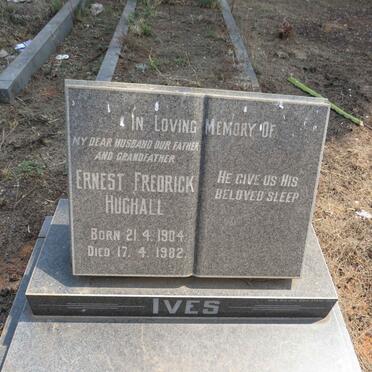 In Loving Memory Of
My dear husband our father
and grandfather
Ernest Fredrick
Hughall
Born 21.4.1904
Died 17.4.1982
He give us his
beloved sleep
Ives